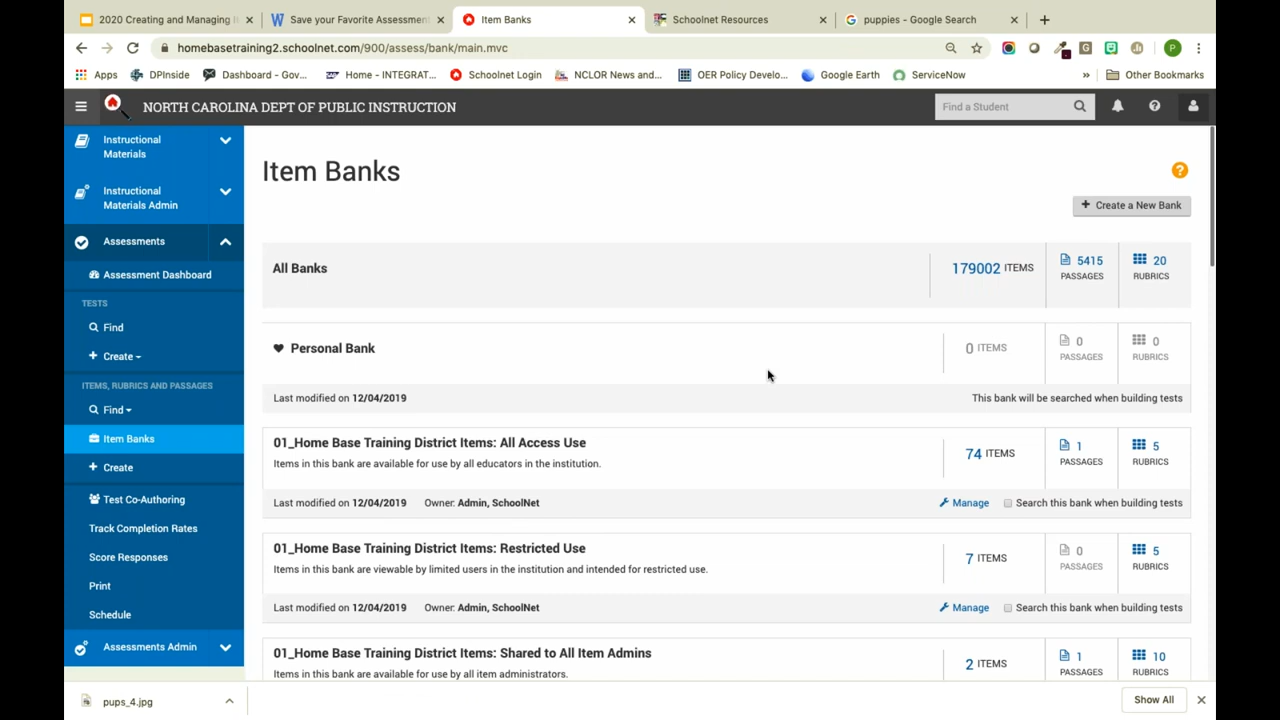 2020 Creating and Managing
Save your Favorite Assessment
Item Banks
Schoolnet Resources
puppies - Google Search
homebasetraining2.schoolnet.com/900/assess/bank/main.mvc
P
Apps
DPInside
Dashboard - Gov...
Home - INTEGRAT...
Schoolnet Login
NCLOR News and...
OER Policy Develo...
Google Earth
ServiceNow
» Other Bookmarks
NORTH CAROLINA DEPT OF PUBLIC INSTRUCTION
Find a Student
Instructional
Materials
Instructional
Materials Admin
Assessments
Assessment Dashboard
TESTS
Find
+ Create
ITEMS, RUBRICS AND PASSAGES
Find
Item Banks
+ Create
Test Co-Authoring
Track Completion Rates
Score Responses
Print
Schedule
Assessments Admin
Item Banks
+ Create a New Bank
All Banks
179002 ITEMS
5415
PASSAGES
20
RUBRICS
Personal Bank
0 ITEMS
0
PASSAGES
0
RUBRICS
Last modified on 12/04/2019
This bank will be searched when building tests
01_Home Base Training District Items: All Access Use
Items in this bank are available for use by all educators in the institution.
74 ITEMS
1
PASSAGES
5
RUBRICS
Last modified on 12/04/2019 Owner: Admin, SchoolNet
Manage
Search this bank when building tests
01_Home Base Training District Items: Restricted Use
Items in this bank are viewable by limited users in the institution and intended for restricted use.
7 ITEMS
0
PASSAGES
5
RUBRICS
Last modified on 12/04/2019 Owner: Admin, SchoolNet
Manage
Search this bank when building tests
01_Home Base Training District Items: Shared to All Item Admins
Items in this bank are available for use by all item administrators.
2 ITEMS
1
PASSAGES
10
RUBRICS
pups_4.jpg
Show All